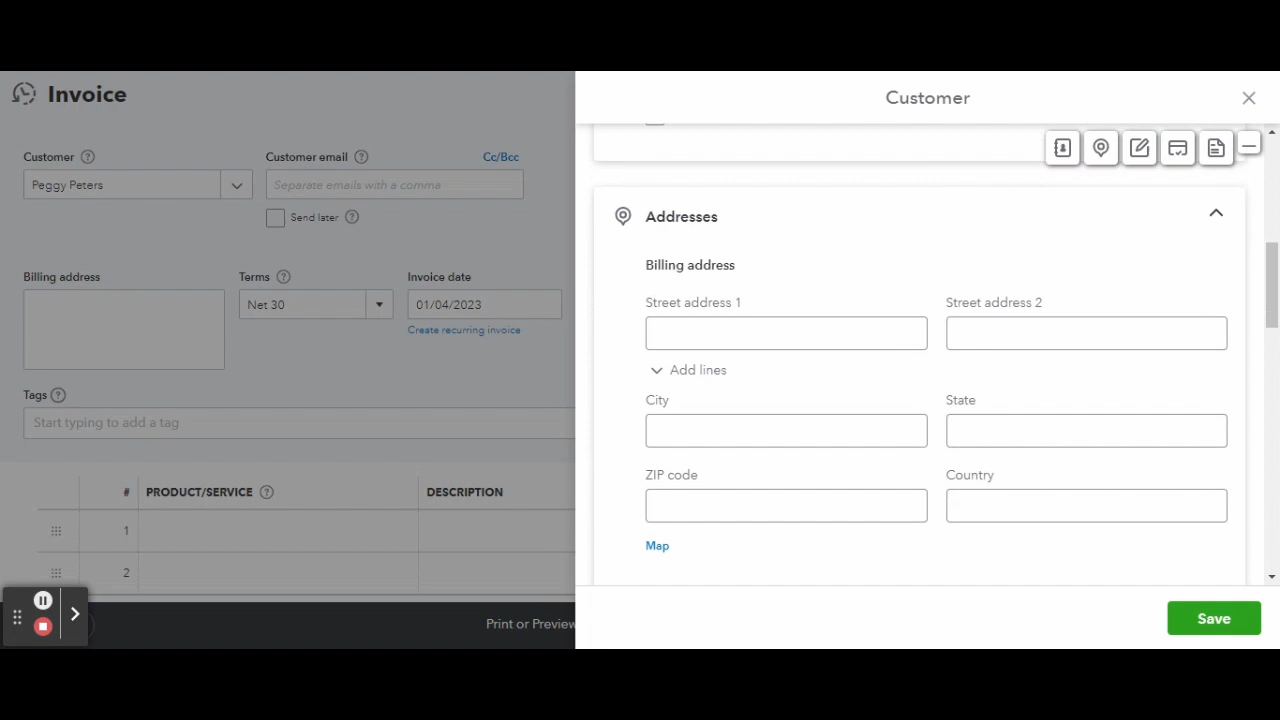 Invoice
Customer
Customer
Customer email
Cc/Bcc
Peggy Peters
Separate emails with a comma
Send later
Billing address
Terms
Invoice date
Net 30
01/04/2023
Create recurring invoice
Tags
Start typing to add a tag
# PRODUCT/SERVICE DESCRIPTION
1
2
Print or Preview
Addresses
Billing address
Street address 1
Street address 2
Add lines
City
State
ZIP code
Country
Map
Save